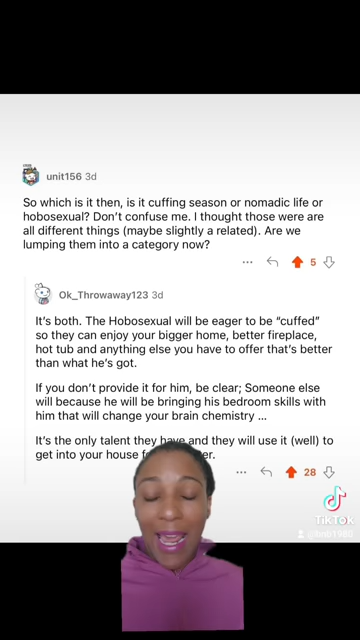 unit156 3d
So which is it then, is it cuffing season or nomadic life or
hobosexual? Don't confuse me. I thought those were are
all different things (maybe slightly a related). Are we
lumping them into a category now?
5
Ok_Throwaway123 3d
It's both. The Hobosexual will be eager to be “cuffed”
so they can enjoy your bigger home, better fireplace,
hot tub and anything else you have to offer that's better
than what he's got.
If you don't provide it for him, be clear; Someone else
will because he will be bringing his bedroom skills with
him that will change your brain chemistry ...
It's the only talent they have and they will use it (well) to
get into your house
28
TikTok